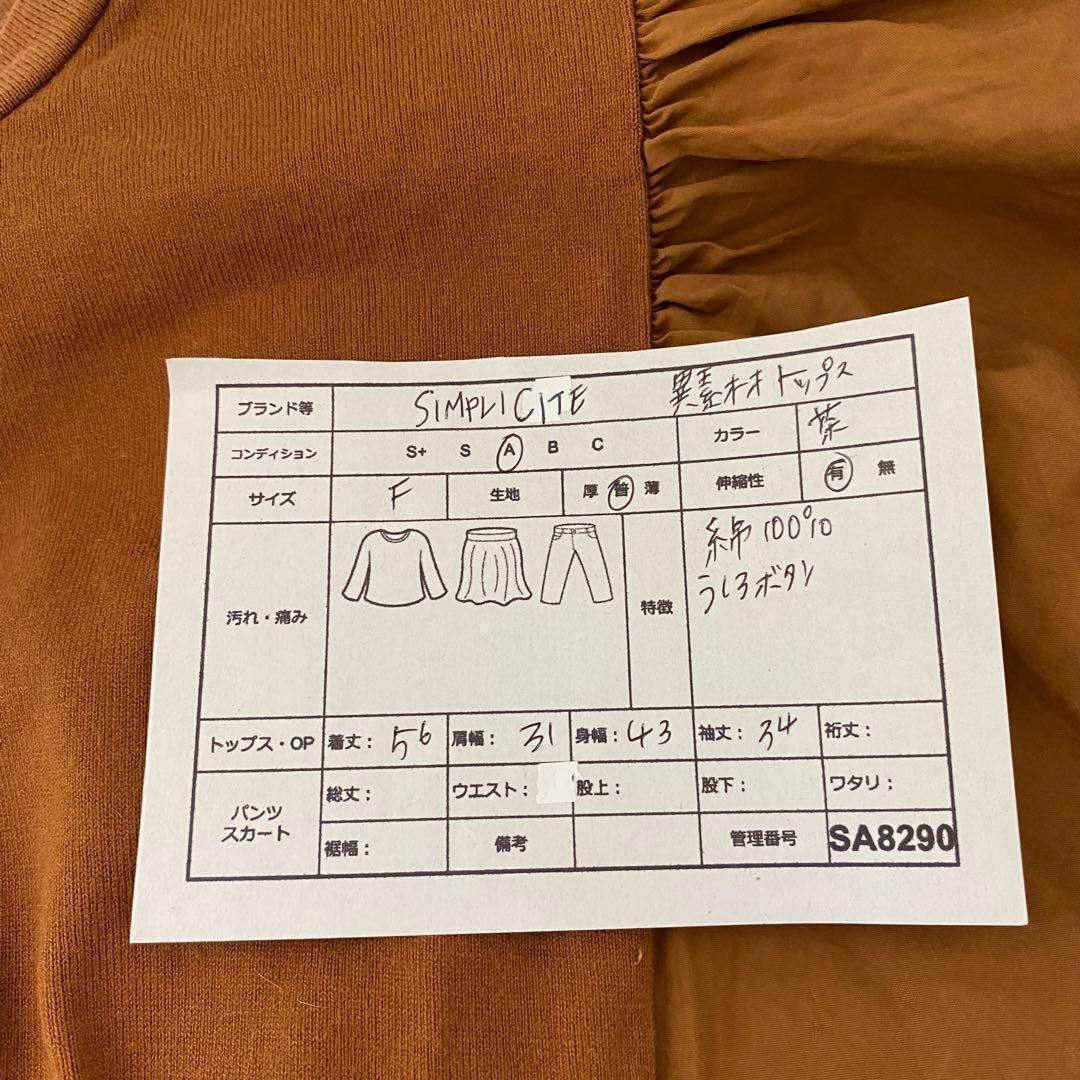 ブランド等 SIMPLICITE 異素材トップス
コンディション S+ S A B C カラー 茶
サイズ F 生地 厚 普 薄 伸縮性 有 無
汚れ・痛み 特徴 綿100%
うしろボタン
トップス・OP 着丈： 56 肩幅： 31 身幅： 43 袖丈： 34 裄丈：
パンツ
スカート
総丈： ウエスト： 股上： 股下： ワタリ；
裾幅： 備考 管理番号 SA8290